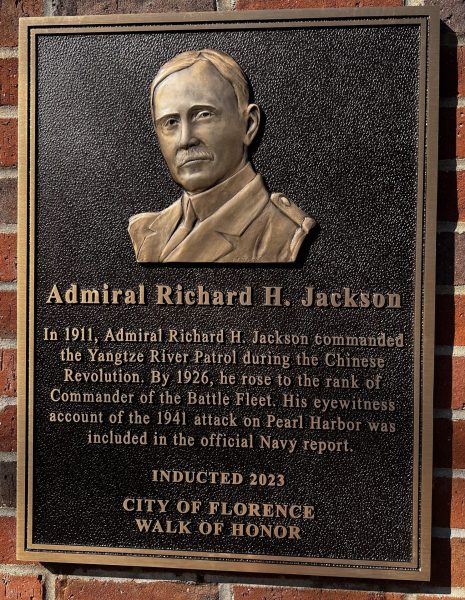 Admiral Richard H. Jackson
In 1911, Admiral Richard H. Jackson commanded
the Yangtze River Patrol during the Chinese
Revolution. By 1926, he rose to the rank of
Commander of the Battle Fleet. His eyewitness
account of the 1941 attack on Pearl Harbor was
included in the official Navy report.
INDUCTED 2023
CITY OF FLORENCE
WALK OF HONOR